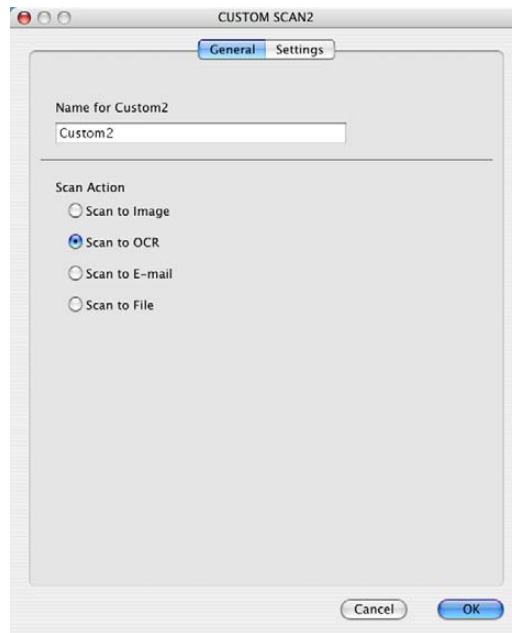 CUSTOM SCAN2
General Settings
Name for Custom2
Custom2
Scan Action
Scan to Image
Scan to OCR
Scan to E-mail
Scan to File
Cancel OK